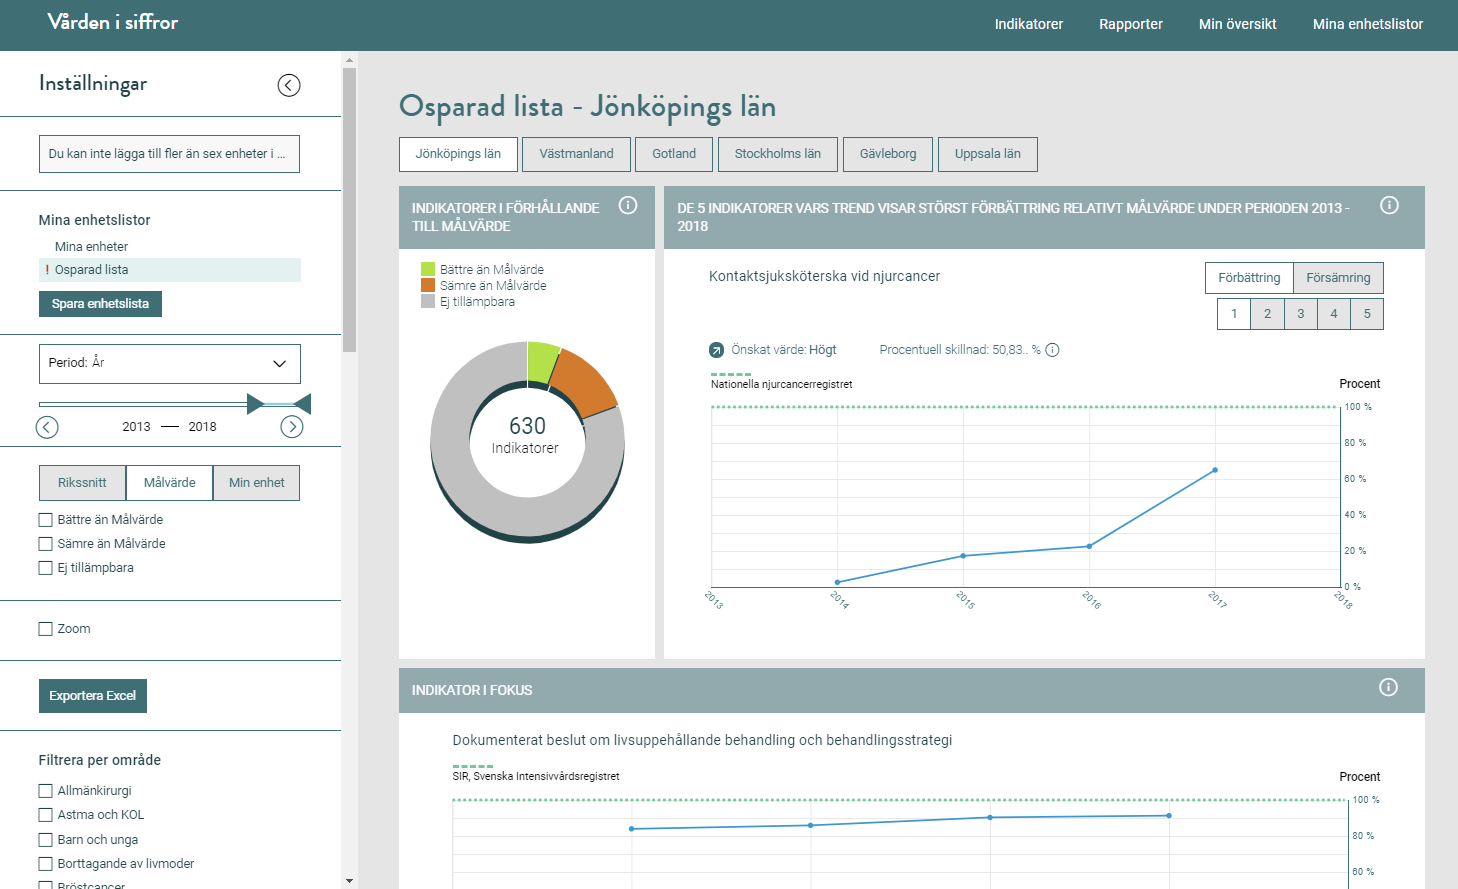 Vården i siffror
Indikatorer
Rapporter
Min översikt
Mina enhetslistor
Inställningar
Du kan inte lägga till fler än sex enheter i ...
Mina enhetslistor
Mina enheter
! Osparad lista
Spara enhetslista
Period: År
2013 — 2018
Rikssnitt
Målvärde
Min enhet
Bättre än Målvärde
Sämre än Målvärde
Ej tillämpbara
Zoom
Exportera Excel
Filtrera per område
Allmänkirurgi
Astma och KOL
Barn och unga
Borttagande av livmoder
Bröstcancer
Osparad lista - Jönköpings län
Jönköpings län
Västmanland
Gotland
Stockholms län
Gävleborg
Uppsala län
INDIKATORER I FÖRHÅLLANDE
TILL MÅLVÄRDE
Bättre än Målvärde
Sämre än Målvärde
Ej tillämpbara
630
Indikatorer
DE 5 INDIKATORER VARS TREND VISAR STÖRST FÖRBÄTTRING RELATIVT MÅLVÄRDE UNDER PERIODEN 2013 -
2018
Kontaktsjuksköterska vid njurcancer
Förbättring
Försämring
1
2
3
4
5
Önskat värde: Högt
Procentuell skillnad: 50,83.. %
Nationella njurcancerregistret
Procent
100 %
80 %
60 %
40 %
20 %
0 %
2013
2014
2015
2016
2017
2018
INDIKATOR I FOKUS
Dokumenterat beslut om livsuppehållande behandling och behandlingsstrategi
SIR, Svenska Intensivvårdsregistret
Procent
100 %
80 %
60 %